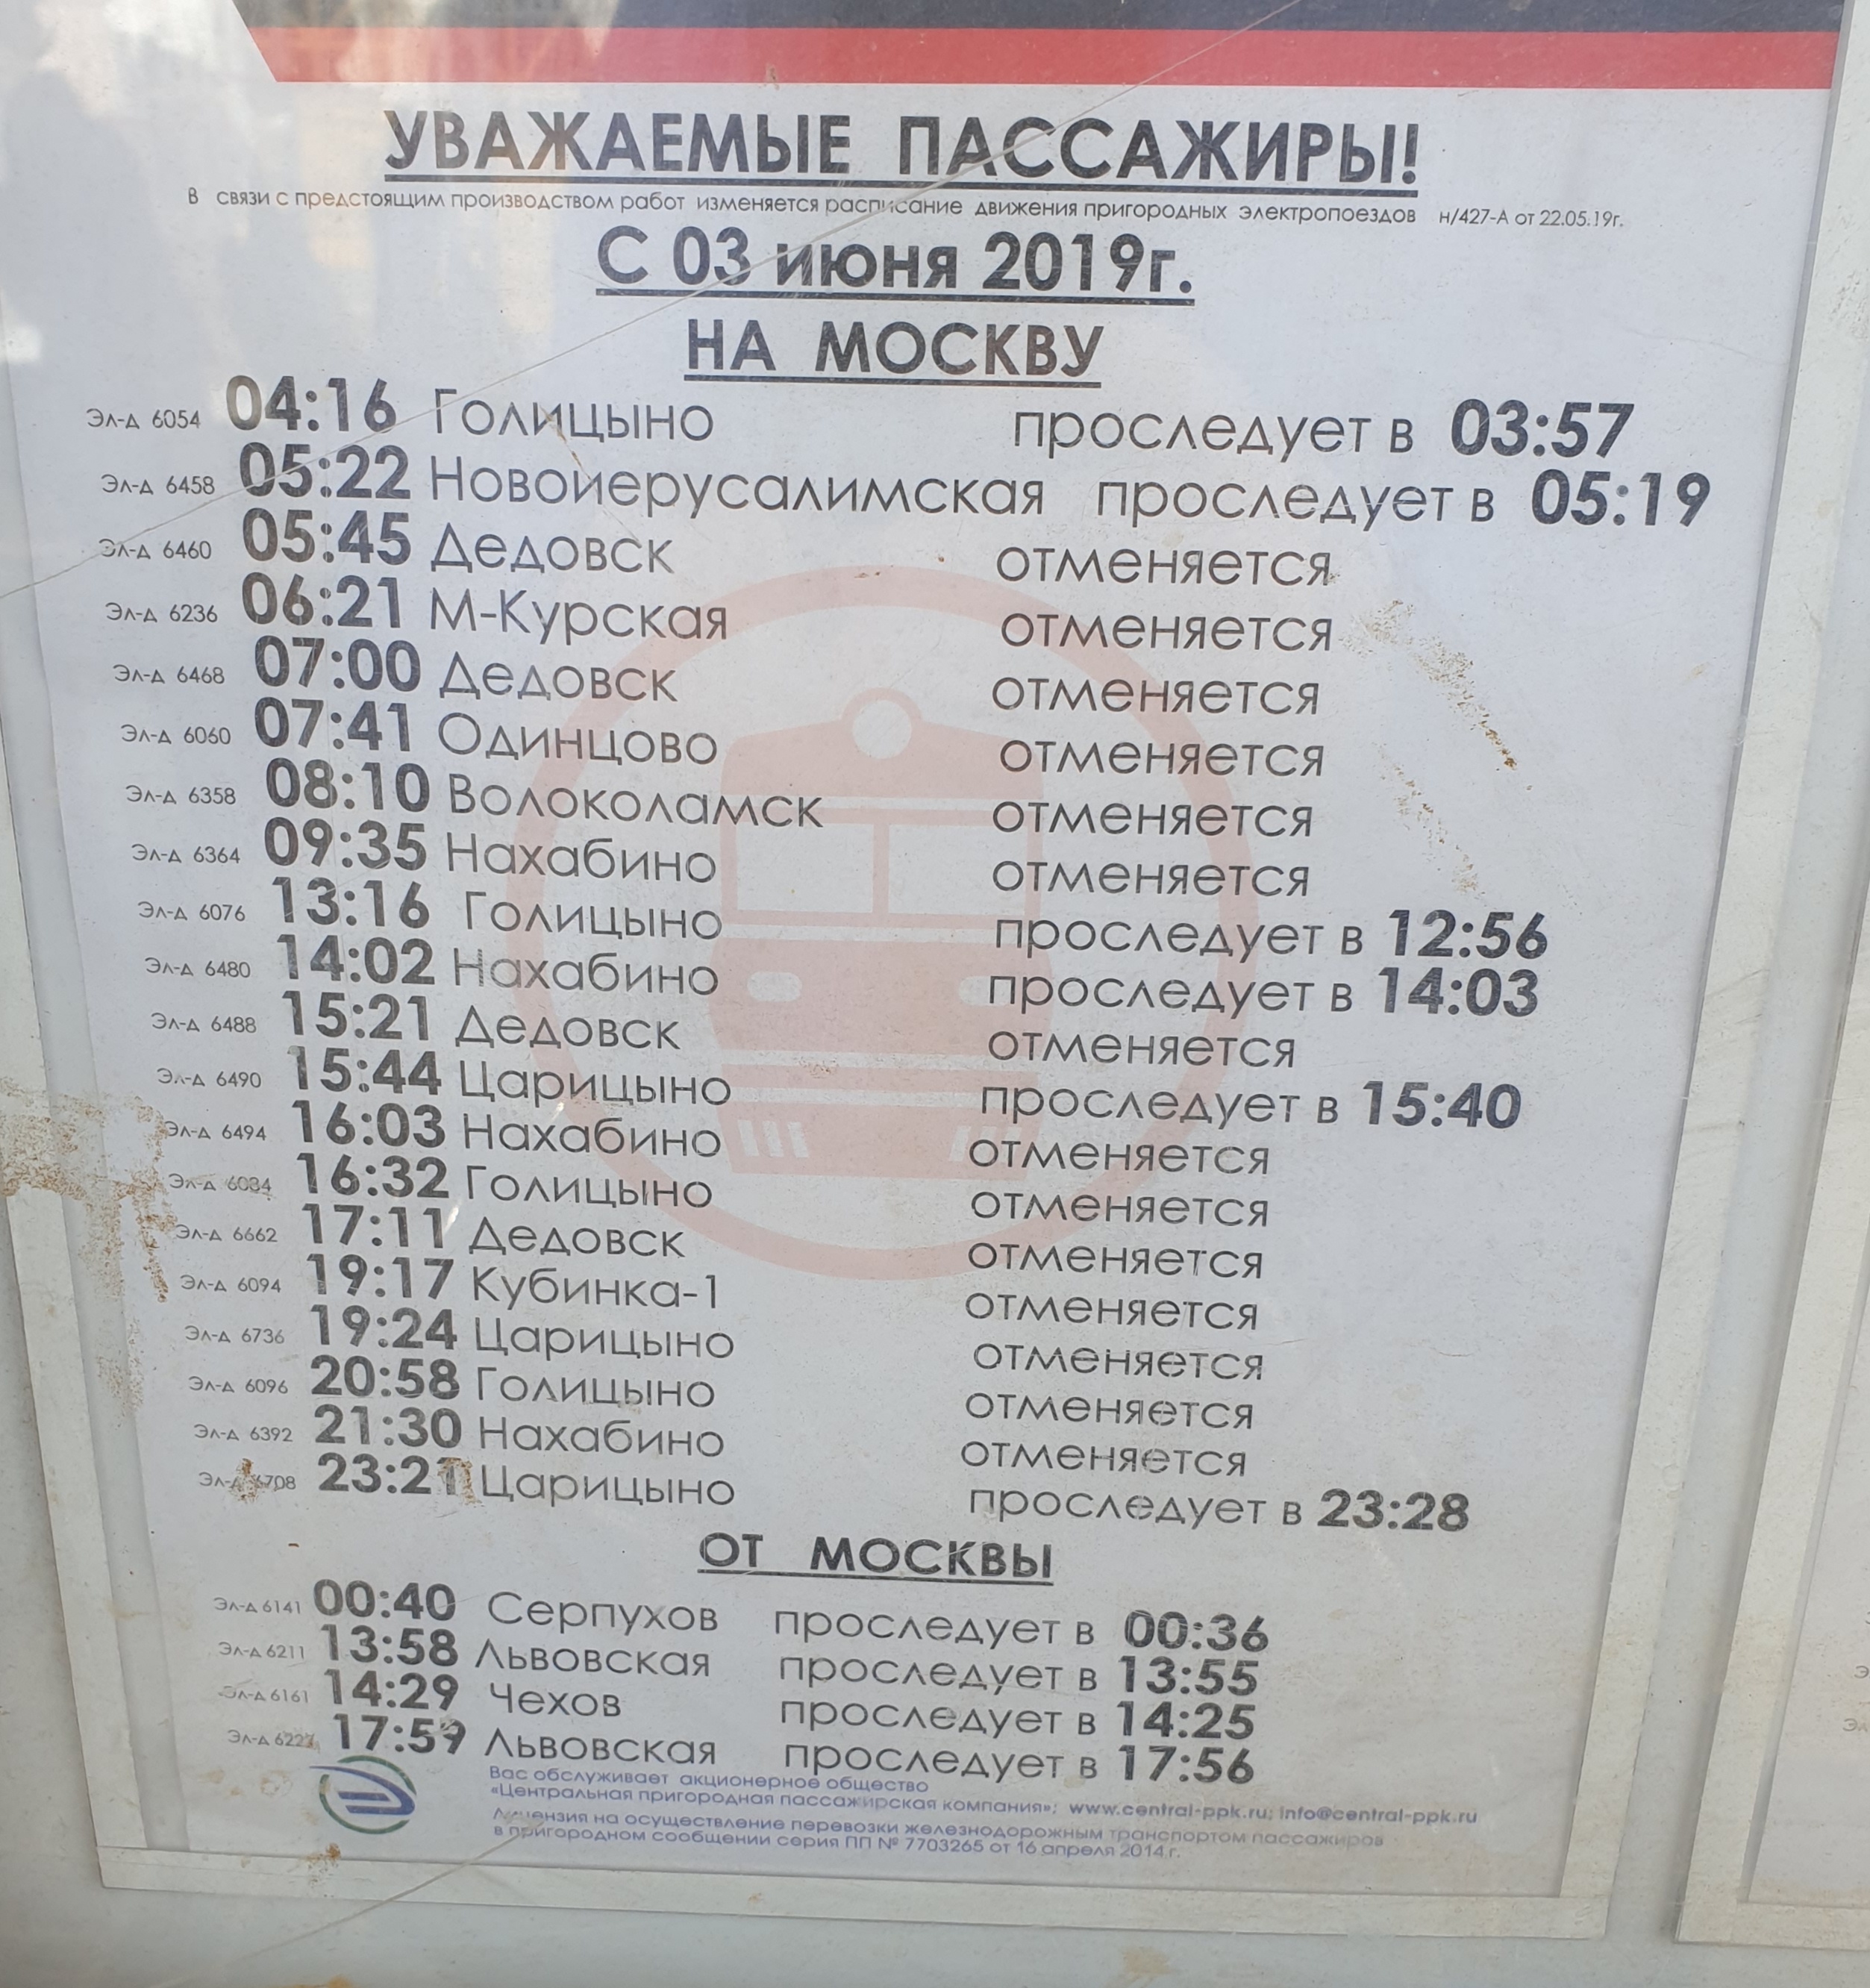 УВАЖАЕМЫЕ ПАССАЖИРЫ!
В связи с предстоящим производством работ изменяется расписание движения пригородных электропоездов н/427-А от 22.05.19г.
С 03 июня 2019г.
НА МОСКВУ
Эл-д 6054 04:16 Голицыно проследует в 03:57
Эл-д 6458 05:22 Новоиерусалимская проследует в 05:19
Эл-д 6460 05:45 Дедовск отменяется
Эл-д 6236 06:21 М-Курская отменяется
Эл-д 6468 07:00 Дедовск отменяется
Эл-д 6060 07:41 Одинцово отменяется
Эл-д 6358 08:10 Волоколамск отменяется
Эл-д 6364 09:35 Нахабино отменяется
Эл-д 6076 13:16 Голицыно проследует в 12:56
Эл-д 6480 14:02 Нахабино проследует в 14:03
Эл-д 6488 15:21 Дедовск отменяется
Эл-д 6490 15:44 Царицыно проследует в 15:40
Эл-д 6494 16:03 Нахабино отменяется
Эл-д 6084 16:32 Голицыно отменяется
Эл-д 6662 17:11 Дедовск отменяется
Эл-д 6094 19:17 Кубинка-1 отменяется
Эл-д 6736 19:24 Царицыно отменяется
Эл-д 6096 20:58 Голицыно отменяется
Эл-д 6392 21:30 Нахабино отменяется
Эл-д 6708 23:21 Царицыно проследует в 23:28
ОТ МОСКВЫ
Эл-д 6141 00:40 Серпухов проследует в 00:36
Эл-д 6211 13:58 Львовская проследует в 13:55
Эл-д 6161 14:29 Чехов проследует в 14:25
Эл-д 17:59 Львовская проследует в 17:56
Вас обслуживает акционерное общество
«Центральная пригородная пассажирская компания»; www.central-ppk.ru; info@central-ppk.ru
Лицензия на осуществление перевозки железнодорожным транспортом пассажиров
в пригородном сообщении серия ПП № 7703265 от 16 апреля 2014 г.